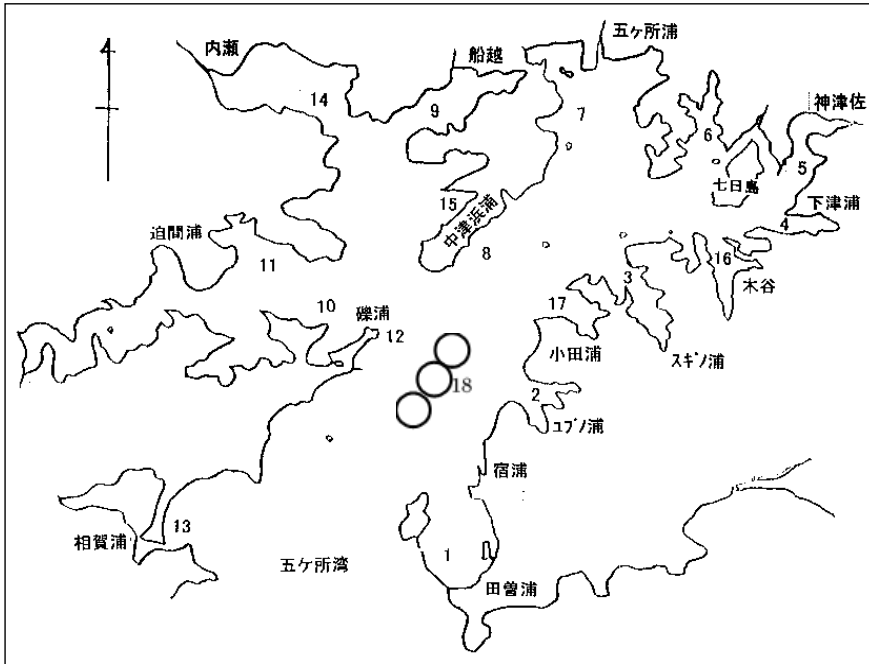 4
内瀬
船越
五ヶ所浦
14
9
7
6
神津佐
5
七日島
下津浦
4
15
中津浜浦
8
迫間浦
11
3
16
木谷
10
礫浦
12
17
小田浦
スギノ浦
18
2
ユブノ浦
宿浦
13
相賀浦
五ケ所湾
1
田曽浦